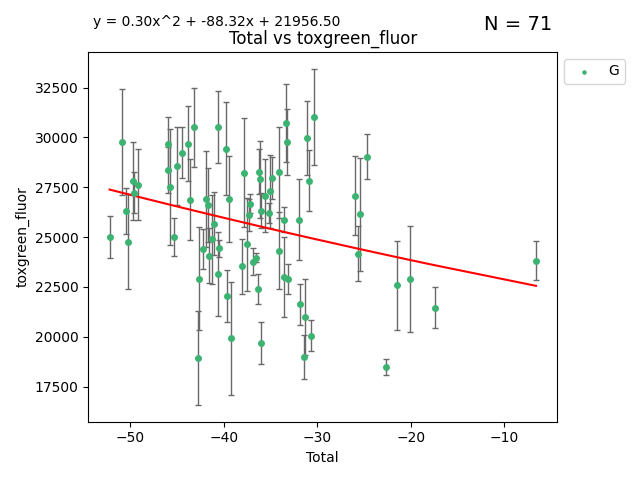 y = 0.30x^2 + -88.32x + 21956.50
N = 71
Total vs toxgreen_fluor
G
toxgreen_fluor
32500
30000
27500
25000
22500
20000
17500
−50
−40
−30
−20
−10
Total